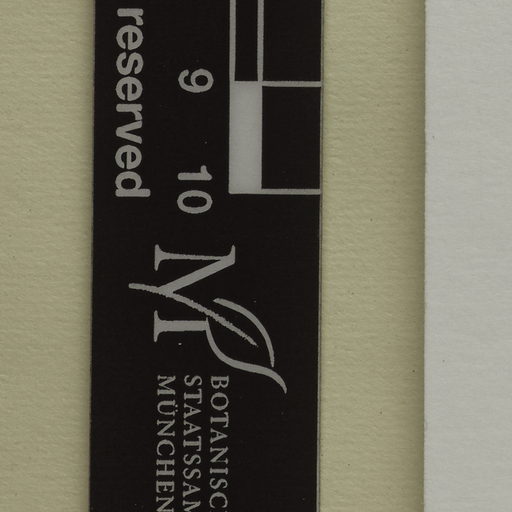 reserved
9 10
M
BOTANISC
STAATSSAM
MÜNCHEN